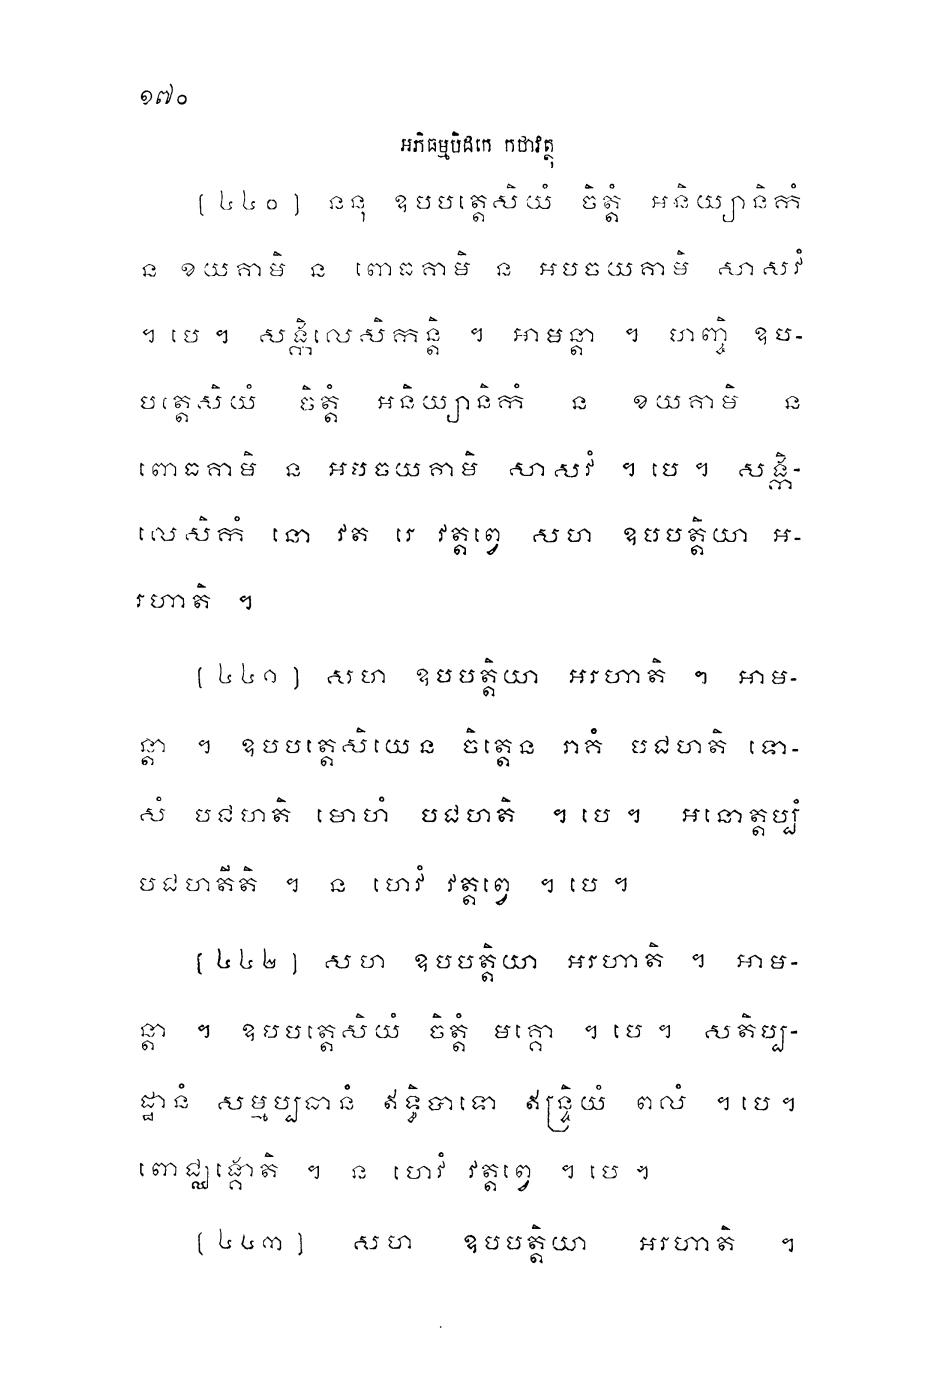 ១៧០
អភិធម្មបិដកេ កថាវត្ថុ
(៤៤០) ននុ ឧបបត្តេសិយំ ចិត្តំ អនិយ្យានិកំ
ន ខយគាមិ ន ពោធគាមិ ន អបចយគាមិ សាសវំ
។ បេ ។ សង្កិលេសិកន្តិ ។ អាមន្តា ។ ហញ្ចិ ឧប-
បត្តេសិយំ ចិត្តំ អនិយ្យានិកំ ន ខយគាមិ ន
ពោធគាមិ ន អបចយគាមិ សាសវំ ។ បេ ។ សង្កិ-
លេសិកំ នោ វត រេ វត្តព្វេ សហ ឧបបត្តិយា អ-
រហាតិ ។
(៤៤១) សហ ឧបបត្តិយា អរហាតិ ។ អាម-
ន្តា ។ ឧបបត្តេសិយេន ចិត្តេន រាគំ បជហតិ ទោ-
សំ បជហតិ មោហំ បជហតិ ។ បេ ។ អនោត្តប្បំ
បជហតីតិ ។ ន ហេវំ វត្តព្វេ ។ បេ ។
(៤៤២) សហ ឧបបត្តិយា អរហាតិ ។ អាម-
ន្តា ។ ឧបបត្តេសិយំ ចិត្តំ មគ្គោ ។ បេ ។ សតិប្ប-
ដ្ឋានំ សម្មប្បធានំ ឥទ្ធិបាទោ ឥន្ទ្រិយំ ពលំ ។ បេ ។
ពោជ្ឈង្គោតិ ។ ន ហេវំ វត្តព្វេ ។ បេ ។
(៤៤៣) សហ ឧបបត្តិយា អរហាតិ ។